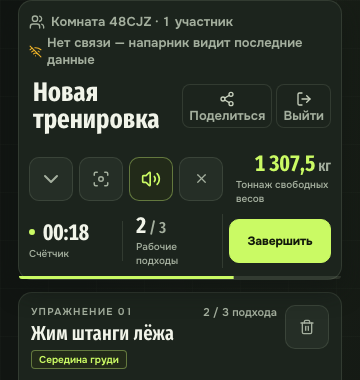 Комната 48CJZ · 1 участник
Нет связи — напарник видит последние
данные
Новая
тренировка
Поделиться
Выйти
1 307,5 кг
Тоннаж свободных
весов
00:18
Счётчик
2 / 3
Рабочие
подходы
Завершить
УПРАЖНЕНИЕ 01
2 / 3 подхода
Жим штанги лёжа
Середина груди